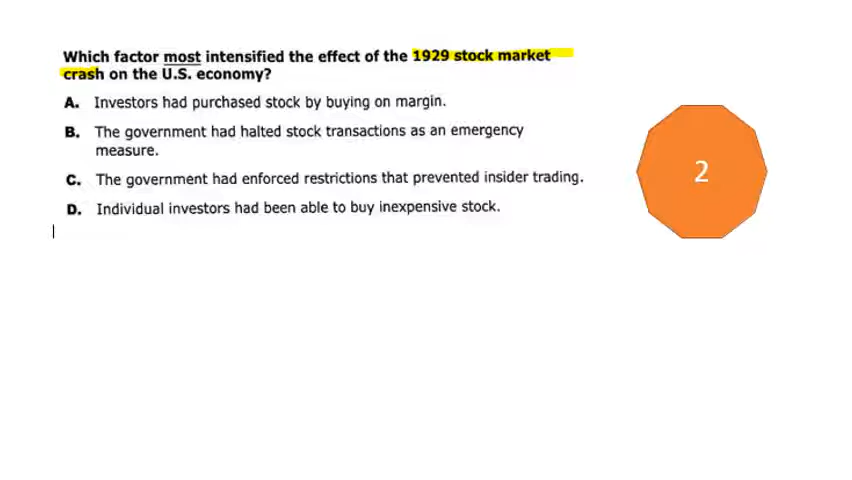 Which factor most intensified the effect of the 1929 stock market
crash on the U.S. economy?
A. Investors had purchased stock by buying on margin.
B. The government had halted stock transactions as an emergency
measure.
C. The government had enforced restrictions that prevented insider trading.
D. Individual investors had been able to buy inexpensive stock.
2